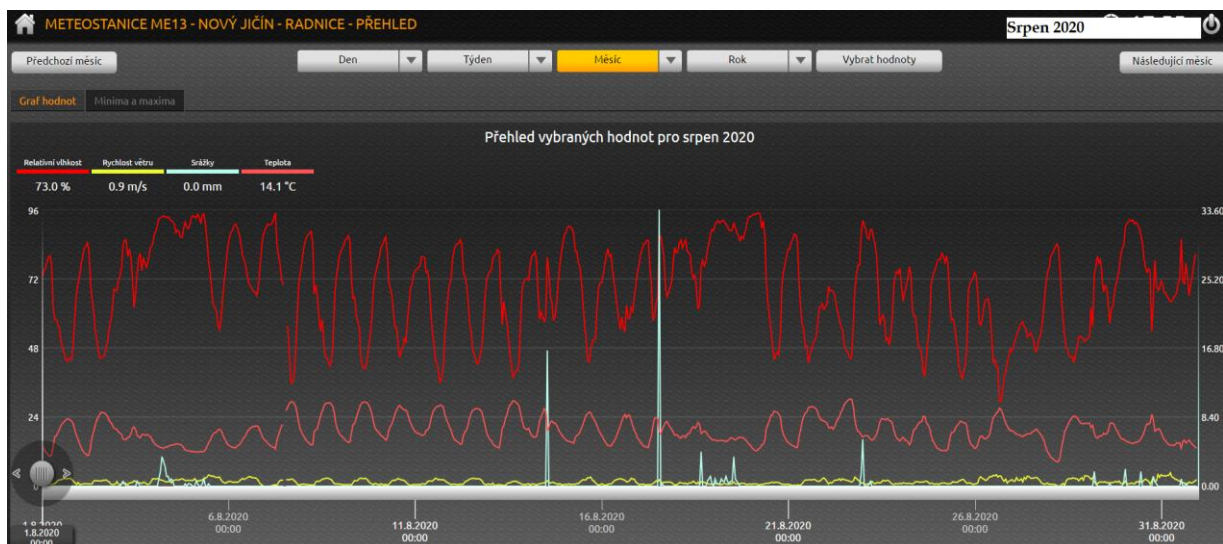 METEOSTANICE ME13 - NOVÝ JIČÍN - RADNICE - PŘEHLED
Srpen 2020
Předchozí měsíc
Den
Týden
Měsíc
Rok
Vybrat hodnoty
Následující měsíc
Graf hodnot
Minima a maxima
Přehled vybraných hodnot pro srpen 2020
Relativní vlhkost
Rychlost větru
Srážky
Teplota
73.0 %
0.9 m/s
0.0 mm
14.1 °C
96
33.60
72
25.20
48
16.80
24
8.40
0
0.00
6.8.2020
00:00
11.8.2020
00:00
16.8.2020
00:00
21.8.2020
00:00
26.8.2020
00:00
31.8.2020
00:00
1.8.2020